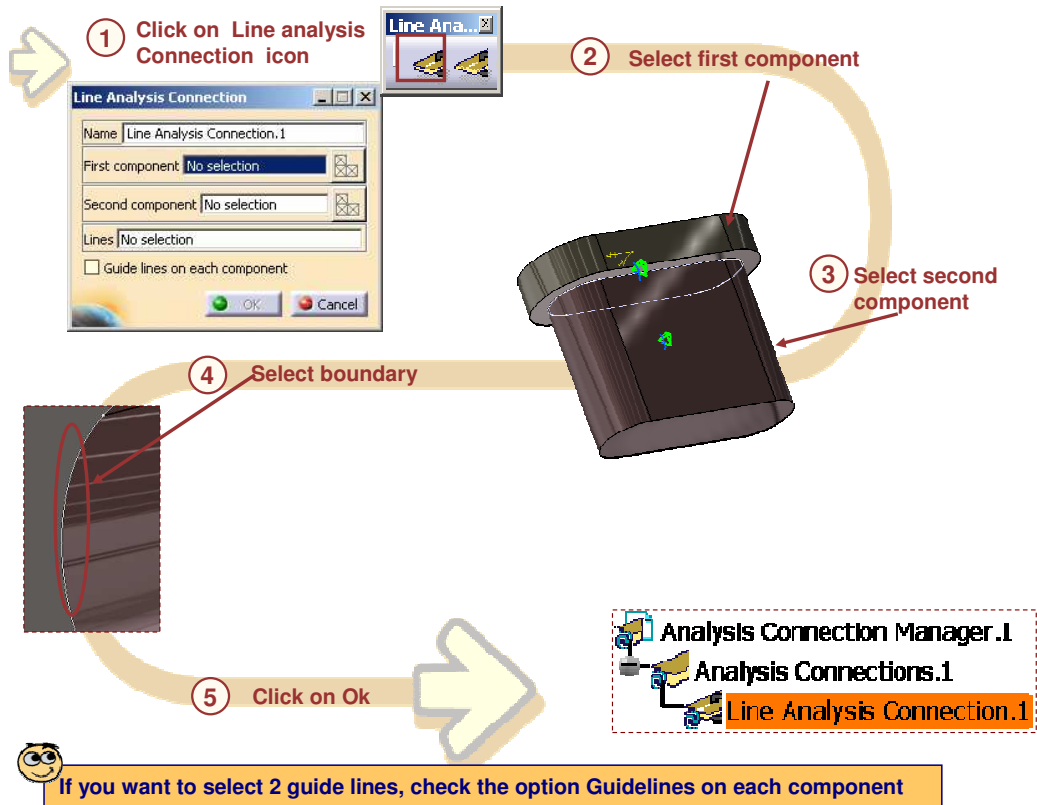 1
Click on Line analysis
Connection icon
Line Ana...
2
Select first component
Line Analysis Connection
Name Line Analysis Connection.1
First component No selection
Second component No selection
Lines No selection
Guide lines on each component
OK Cancel
3
Select second
component
4
Select boundary
5
Click on Ok
Analysis Connection Manager.1
Analysis Connections.1
Line Analysis Connection.1
If you want to select 2 guide lines, check the option Guidelines on each component